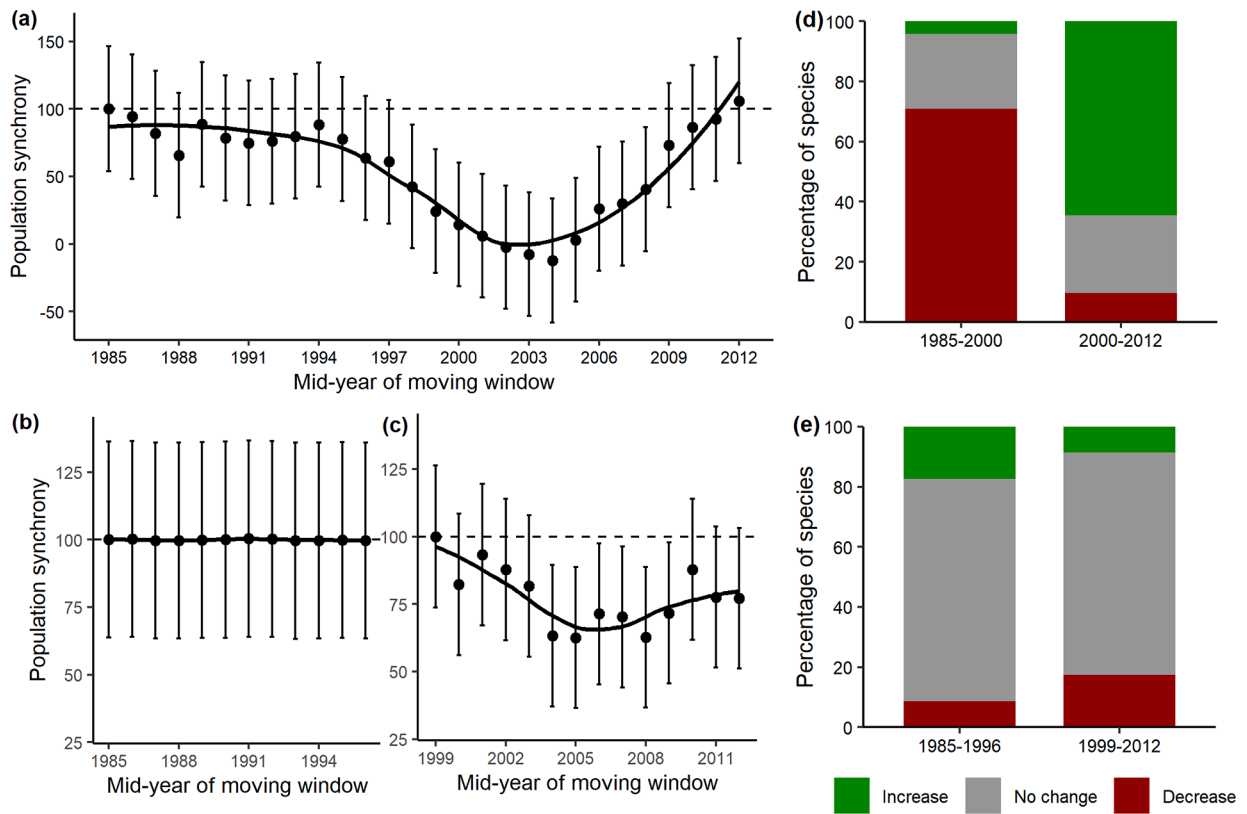 (a)
Population synchrony
150
100
50
0
-50
1985 1988 1991 1994 1997 2000 2003 2006 2009 2012
Mid-year of moving window
(d)
Percentage of species
100
80
60
40
20
0
1985-2000 2000-2012
(b)
Population synchrony
125
100
75
50
25
1985 1988 1991 1994
Mid-year of moving window
(c)
125
100
75
50
25
1999 2002 2005 2008 2011
Mid-year of moving window
(e)
Percentage of species
100
80
60
40
20
0
1985-1996 1999-2012
Increase No change Decrease